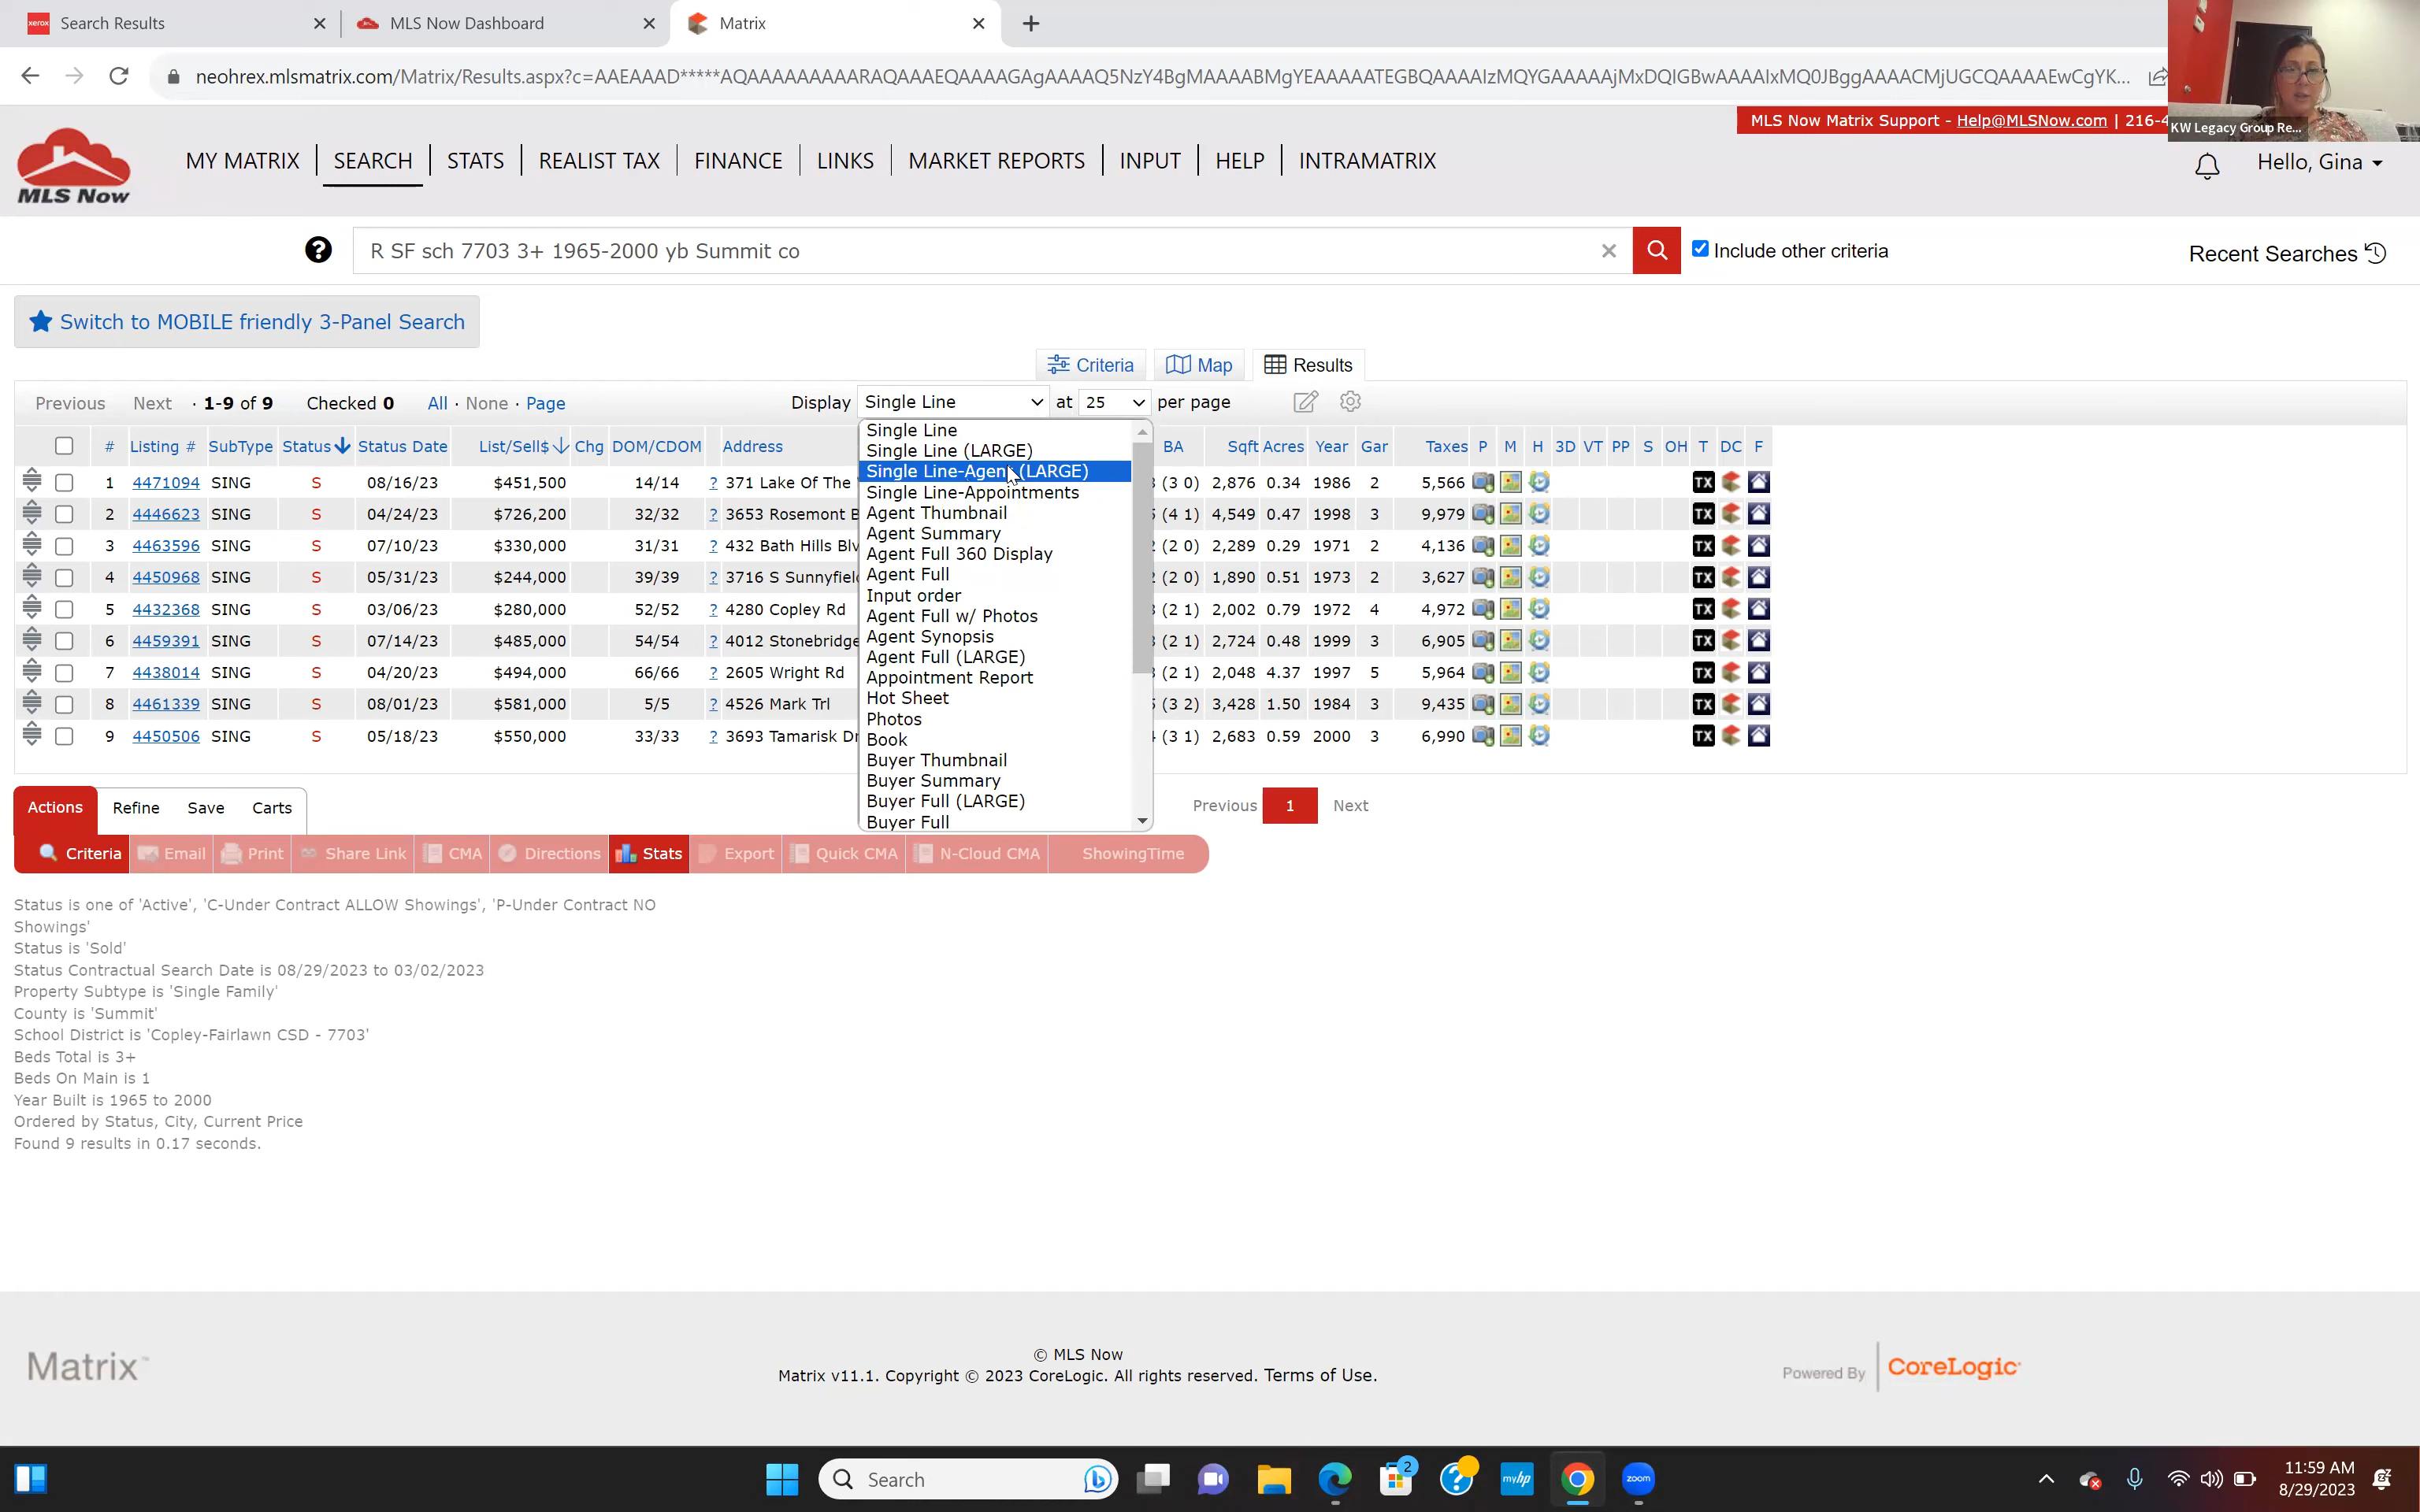 Search Results
MLS Now Dashboard
Matrix
neohrex.mlsmatrix.com/Matrix/Results.aspx?c=AAEAAAD*****AQAAAAAAAAARAQAAAEQAAAAGAgAAAAQ5NzY4BgMAAAABMgYEAAAAATEGBQAAAAIzMQYGAAAAAjMxDQIGBwAAAAIxMQ0JBggAAAACMjUGCQAAAAEwCgYK...
MLS Now Matrix Support - Help@MLSNow.com | 216-4
KW Legacy Group Re...
MLS Now
MY MATRIX SEARCH STATS REALIST TAX FINANCE LINKS MARKET REPORTS INPUT HELP INTRAMATRIX
Hello, Gina
R SF sch 7703 3+ 1965-2000 yb Summit co
Include other criteria
Recent Searches
Switch to MOBILE friendly 3-Panel Search
Criteria Map Results
Previous Next · 1-9 of 9 Checked 0 All · None · Page
Display Single Line at 25 per page
# Listing # SubType Status Status Date List/Sell$ Chg DOM/CDOM Address BA Sqft Acres Year Gar Taxes P M H 3D VT PP S OH T DC F
1 4471094 SING S 08/16/23 $451,500 14/14 ? 371 Lake Of The (3 0) 2,876 0.34 1986 2 5,566 TX
2 4446623 SING S 04/24/23 $726,200 32/32 ? 3653 Rosemont B (4 1) 4,549 0.47 1998 3 9,979 TX
3 4463596 SING S 07/10/23 $330,000 31/31 ? 432 Bath Hills Blv (2 0) 2,289 0.29 1971 2 4,136 TX
4 4450968 SING S 05/31/23 $244,000 39/39 ? 3716 S Sunnyfield (2 0) 1,890 0.51 1973 2 3,627 TX
5 4432368 SING S 03/06/23 $280,000 52/52 ? 4280 Copley Rd (2 1) 2,002 0.79 1972 4 4,972 TX
6 4459391 SING S 07/14/23 $485,000 54/54 ? 4012 Stonebridge (2 1) 2,724 0.48 1999 3 6,905 TX
7 4438014 SING S 04/20/23 $494,000 66/66 ? 2605 Wright Rd (2 1) 2,048 4.37 1997 5 5,964 TX
8 4461339 SING S 08/01/23 $581,000 5/5 ? 4526 Mark Trl (3 2) 3,428 1.50 1984 3 9,435 TX
9 4450506 SING S 05/18/23 $550,000 33/33 ? 3693 Tamarisk Dr (3 1) 2,683 0.59 2000 3 6,990 TX
Single Line
Single Line (LARGE)
Single Line-Agent (LARGE)
Single Line-Appointments
Agent Thumbnail
Agent Summary
Agent Full 360 Display
Agent Full
Input order
Agent Full w/ Photos
Agent Synopsis
Agent Full (LARGE)
Appointment Report
Hot Sheet
Photos
Book
Buyer Thumbnail
Buyer Summary
Buyer Full (LARGE)
Buyer Full
Actions Refine Save Carts
Previous 1 Next
Criteria Email Print Share Link CMA Directions Stats Export Quick CMA N-Cloud CMA ShowingTime
Status is one of 'Active', 'C-Under Contract ALLOW Showings', 'P-Under Contract NO
Showings'
Status is 'Sold'
Status Contractual Search Date is 08/29/2023 to 03/02/2023
Property Subtype is 'Single Family'
County is 'Summit'
School District is 'Copley-Fairlawn CSD - 7703'
Beds Total is 3+
Beds On Main is 1
Year Built is 1965 to 2000
Ordered by Status, City, Current Price
Found 9 results in 0.17 seconds.
Matrix™
© MLS Now
Matrix v11.1. Copyright © 2023 CoreLogic. All rights reserved. Terms of Use.
Powered By CoreLogic
Search
2
myhp
zoom
11:59 AM
8/29/2023